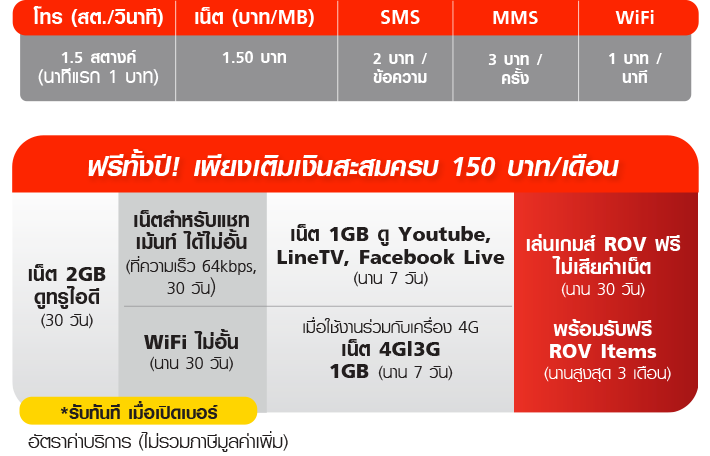 โทร (สต./วินาที) เน็ต (บาท/MB) SMS MMS WiFi
1.5 สตางค์
(นาทีแรก 1 บาท)
1.50 บาท
2 บาท /
ข้อความ
3 บาท /
ครั้ง
1 บาท /
นาที
ฟรีทั้งปี! เพียงเติมเงินสะสมครบ 150 บาท/เดือน
เน็ต 2GB
ดูทรูไอดี
(30 วัน)
เน็ตสำหรับแชท
เม้นท์ ได้ไม่อั้น
(ที่ความเร็ว 64kbps,
30 วัน)
WiFi ไม่อั้น
(นาน 30 วัน)
เน็ต 1GB ดู Youtube,
LineTV, Facebook Live
(นาน 7 วัน)
เมื่อใช้งานร่วมกับเครื่อง 4G
เน็ต 4Gl3G
1GB (นาน 7 วัน)
เล่นเกมส์ ROV ฟรี
ไม่เสียค่าเน็ต
(นาน 30 วัน)
พร้อมรับฟรี
ROV Items
(นานสูงสุด 3 เดือน)
*รับทันที เมื่อเปิดเบอร์
อัตราค่าบริการ (ไม่รวมภาษีมูลค่าเพิ่ม)